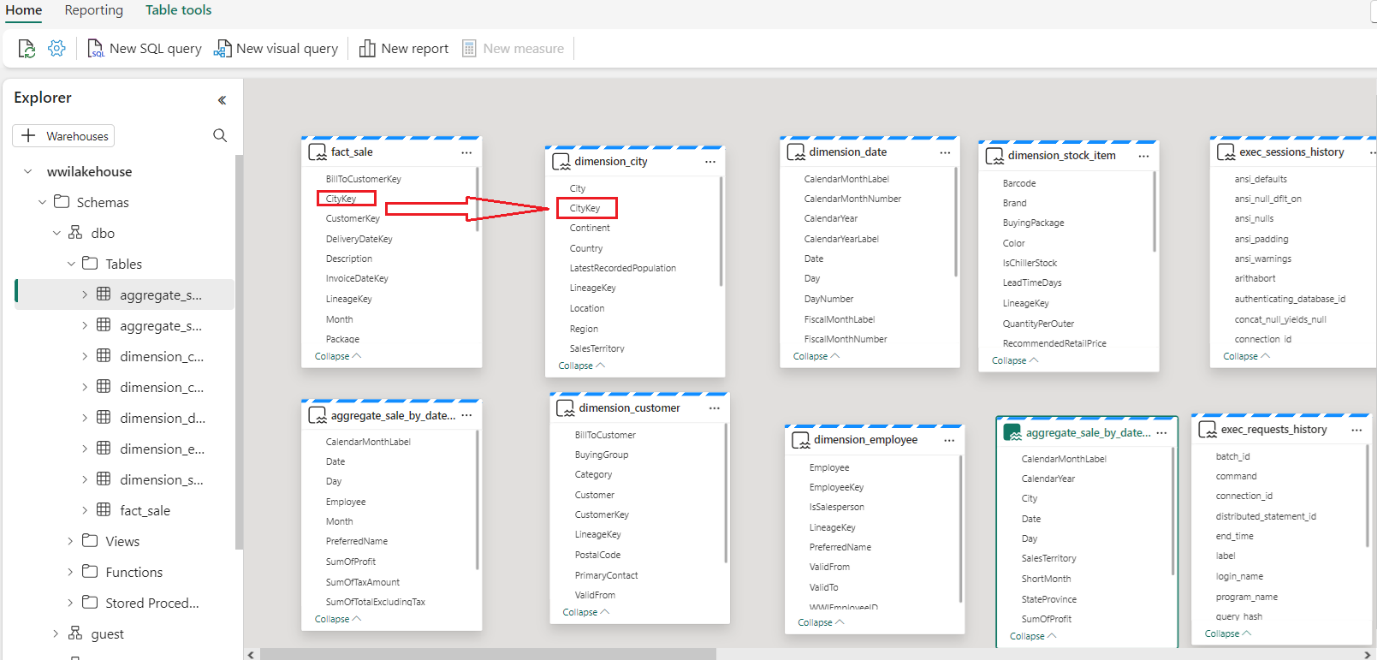 Home Reporting Table tools
New SQL query New visual query New report New measure
Explorer
Warehouses
wwilakehouse
Schemas
dbo
Tables
aggregate_s...
aggregate_s...
dimension_c...
dimension_c...
dimension_d...
dimension_e...
dimension_s...
fact_sale
Views
Functions
Stored Proced...
guest
fact_sale
BillToCustomerKey
CityKey
CustomerKey
DeliveryDateKey
Description
InvoiceDateKey
LineageKey
Month
Package
Collapse
dimension_city
City
CityKey
Continent
Country
LatestRecordedPopulation
LineageKey
Location
Region
SalesTerritory
Collapse
dimension_date
CalendarMonthLabel
CalendarMonthNumber
CalendarYear
CalendarYearLabel
Date
Day
DayNumber
FiscalMonthLabel
FiscalMonthNumber
Collapse
dimension_stock_item
Barcode
Brand
BuyingPackage
Color
IsChillerStock
LeadTimeDays
LineageKey
QuantityPerOuter
RecommendedRetailPrice
Collapse
exec_sessions_history
ansi_defaults
ansi_null_dflt_on
ansi_nulls
ansi_padding
ansi_warnings
arithabort
authenticating_database_id
concat_null_yields_null
connection_id
Collapse
aggregate_sale_by_date...
CalendarMonthLabel
Date
Day
Employee
Month
PreferredName
SumOfProfit
SumOfTaxAmount
SumOfTotalExcludingTax
Collapse
dimension_customer
BillToCustomer
BuyingGroup
Category
Customer
CustomerKey
LineageKey
PostalCode
PrimaryContact
ValidFrom
Collapse
dimension_employee
Employee
EmployeeKey
IsSalesperson
LineageKey
PreferredName
ValidFrom
ValidTo
WWIEmployeeID
Collapse
aggregate_sale_by_date...
CalendarMonthLabel
CalendarYear
City
Date
Day
SalesTerritory
ShortMonth
StateProvince
SumOfProfit
Collapse
exec_requests_history
batch_id
command
connection_id
distributed_statement_id
end_time
label
login_name
program_name
query_hash
Collapse